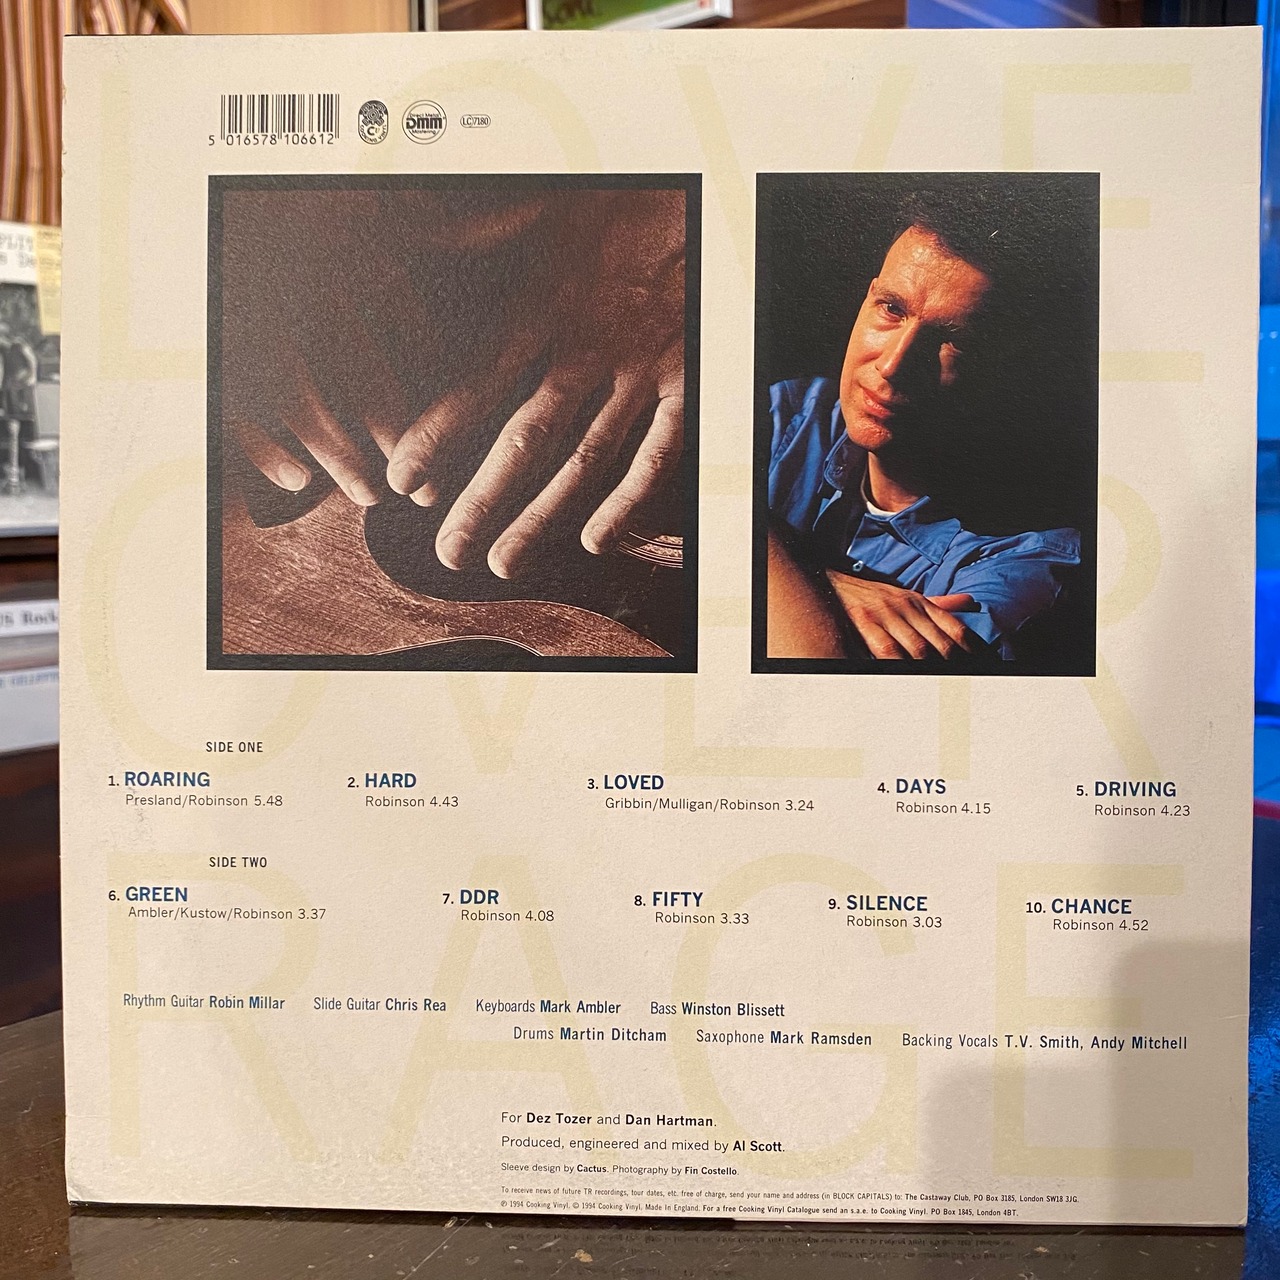 5 016578 106612
Direct Metal
DMM
Mastering
LC 7180
LOVE
OVER
RAGE
SIDE ONE
1. ROARING
Presland/Robinson 5.48
2. HARD
Robinson 4.43
3. LOVED
Gribbin/Mulligan/Robinson 3.24
4. DAYS
Robinson 4.15
5. DRIVING
Robinson 4.23
SIDE TWO
6. GREEN
Ambler/Kustow/Robinson 3.37
7. DDR
Robinson 4.08
8. FIFTY
Robinson 3.33
9. SILENCE
Robinson 3.03
10. CHANCE
Robinson 4.52
Rhythm Guitar Robin Millar Slide Guitar Chris Rea Keyboards Mark Ambler Bass Winston Blissett
Drums Martin Ditcham Saxophone Mark Ramsden Backing Vocals T.V. Smith, Andy Mitchell
For Dez Tozer and Dan Hartman.
Produced, engineered and mixed by Al Scott.
Sleeve design by Cactus. Photography by Fin Costello.
To receive news of future TR recordings, tour dates, etc. free of charge, send your name and address (in BLOCK CAPITALS) to: The Castaway Club, PO Box 3185, London SW18 3JG.
℗ 1994 Cooking Vinyl. © 1994 Cooking Vinyl. Made In England. For a free Cooking Vinyl Catalogue send an s.a.e. to Cooking Vinyl. PO Box 1845, London 4BT.